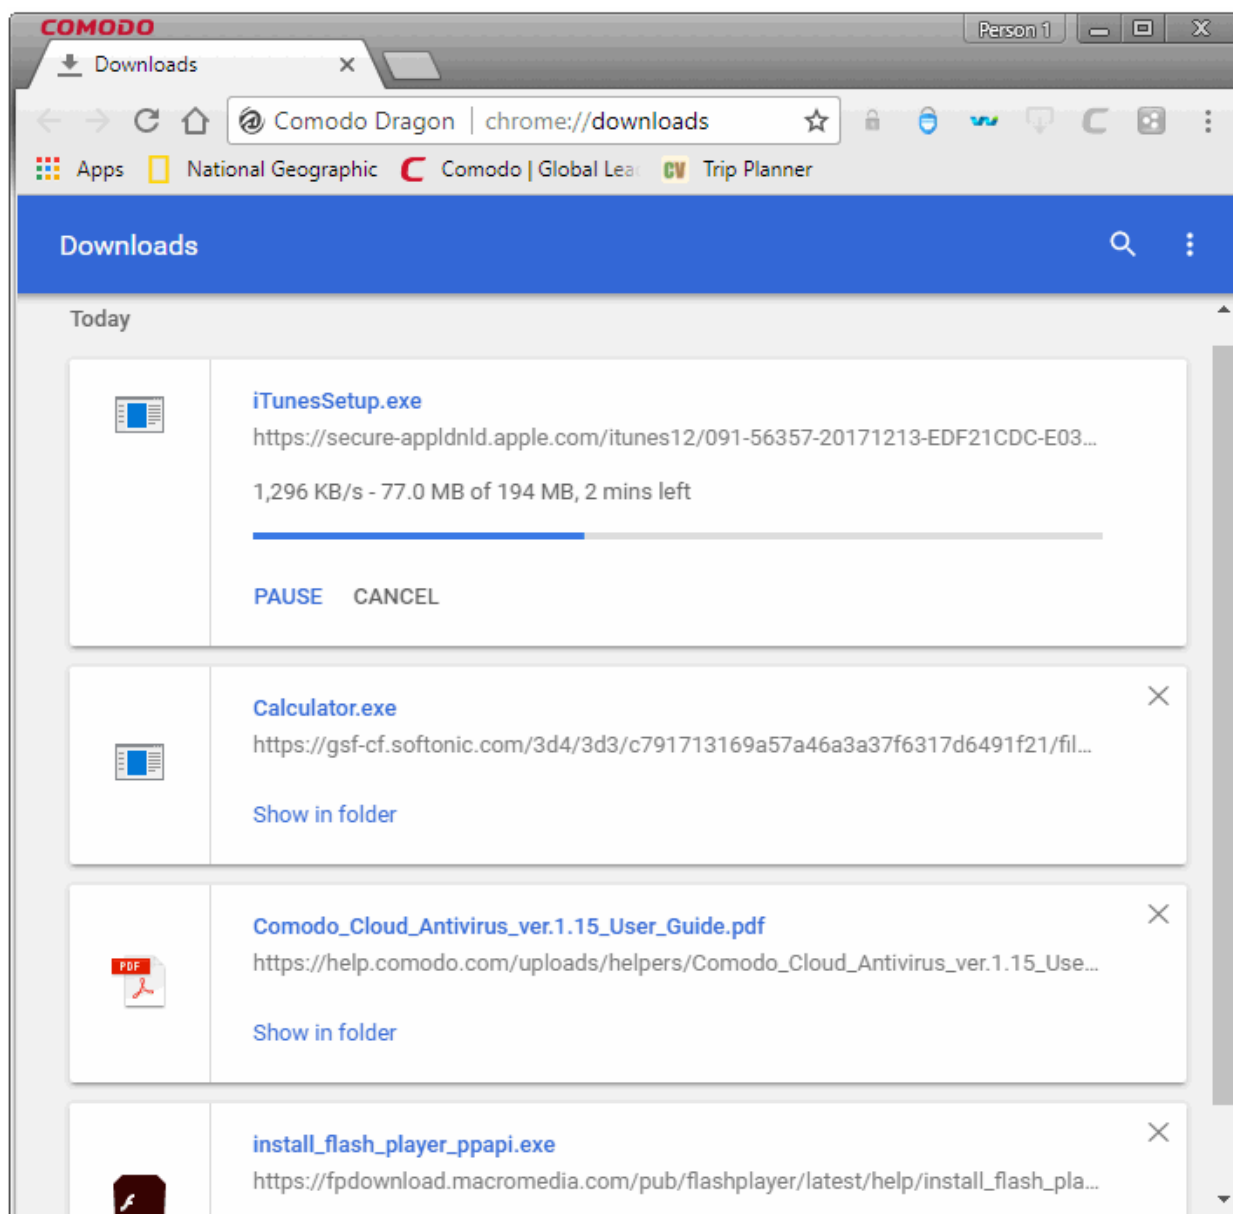 COMODO
Person 1
Downloads
Comodo Dragon | chrome://downloads
Apps National Geographic Comodo | Global Lea Trip Planner
Downloads
Today
iTunesSetup.exe
https://secure-appldnld.apple.com/itunes12/091-56357-20171213-EDF21CDC-E03...
1,296 KB/s - 77.0 MB of 194 MB, 2 mins left
PAUSE CANCEL
Calculator.exe
https://gsf-cf.softonic.com/3d4/3d3/c791713169a57a46a3a37f6317d6491f21/fil...
Show in folder
Comodo_Cloud_Antivirus_ver.1.15_User_Guide.pdf
PDF
https://help.comodo.com/uploads/helpers/Comodo_Cloud_Antivirus_ver.1.15_Use...
Show in folder
install_flash_player_ppapi.exe
https://fpdownload.macromedia.com/pub/flashplayer/latest/help/install_flash_pla...